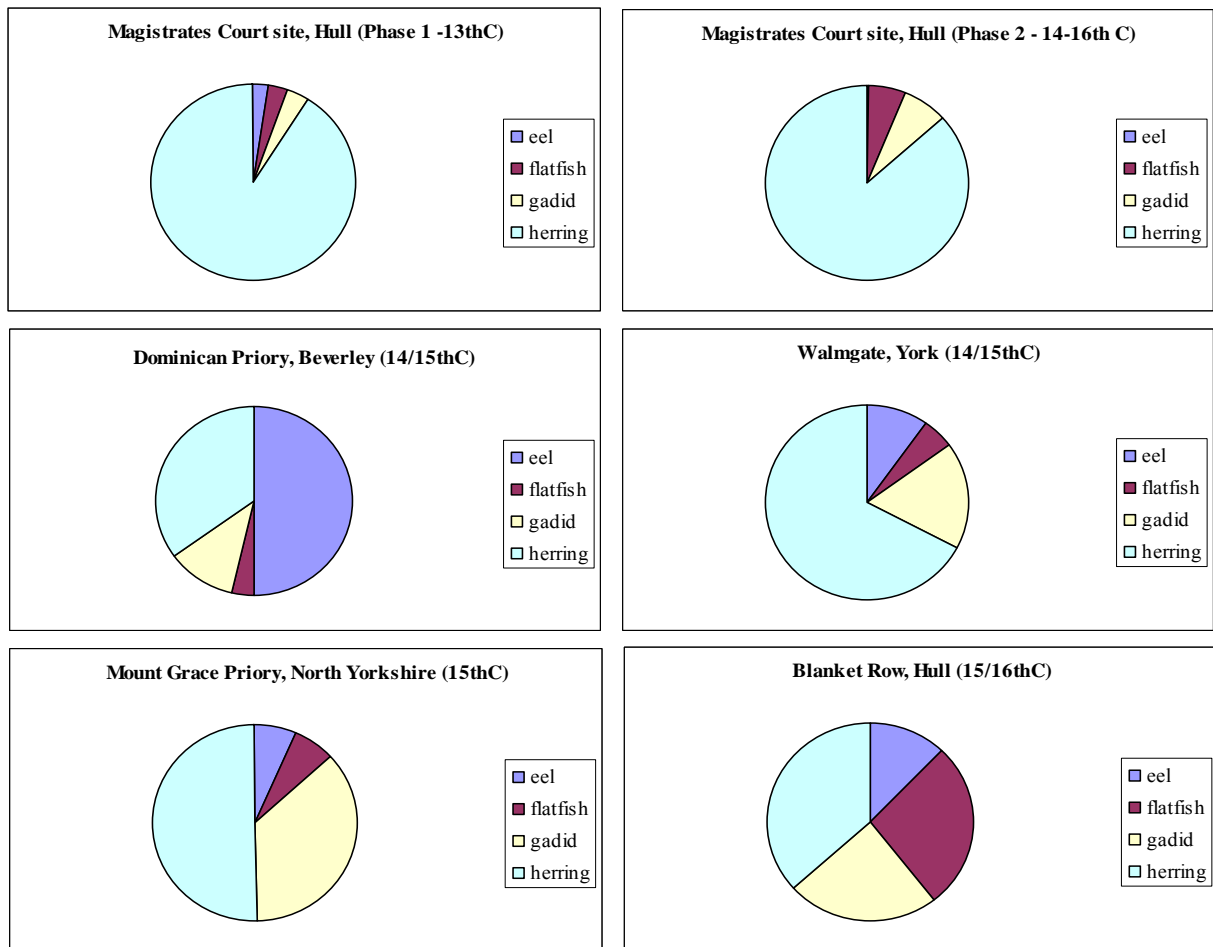 Magistrates Court site, Hull (Phase 1 -13thC)
eel
flatfish
gadid
herring
Magistrates Court site, Hull (Phase 2 - 14-16th C)
eel
flatfish
gadid
herring
Dominican Priory, Beverley (14/15thC)
eel
flatfish
gadid
herring
Walmgate, York (14/15thC)
eel
flatfish
gadid
herring
Mount Grace Priory, North Yorkshire (15thC)
eel
flatfish
gadid
herring
Blanket Row, Hull (15/16thC)
eel
flatfish
gadid
herring